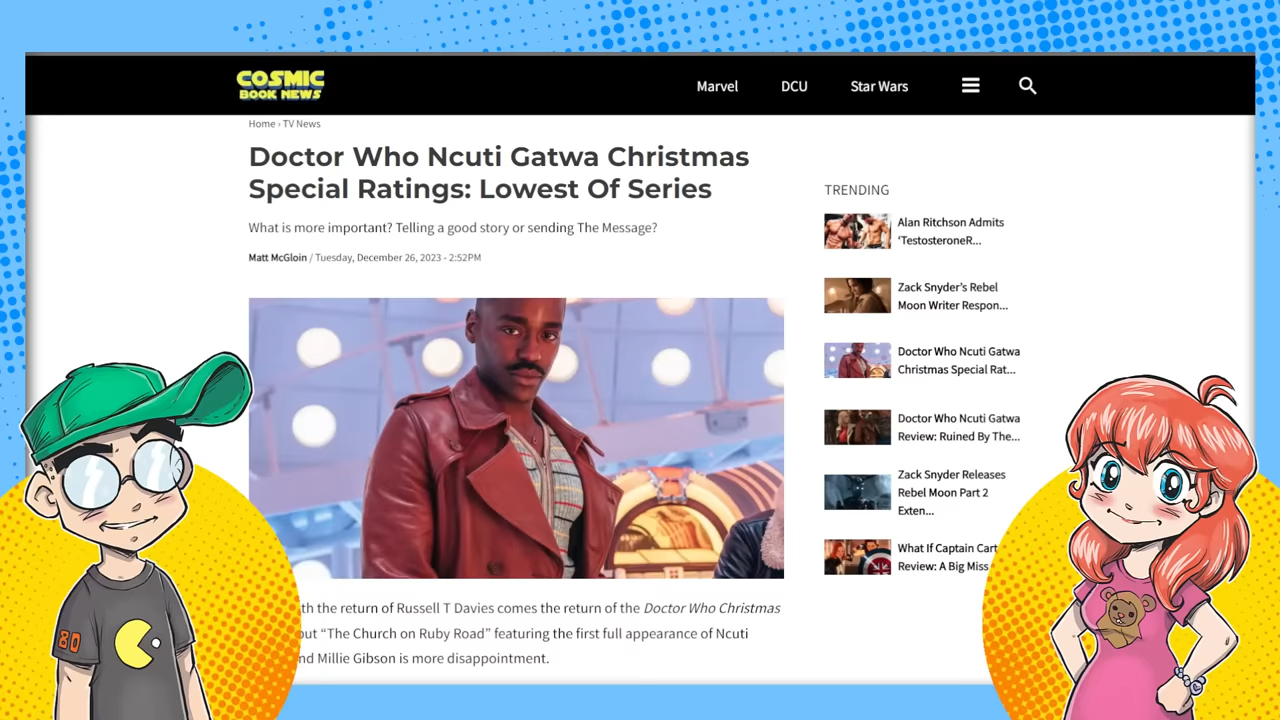 COSMIC
BOOK NEWS
Marvel
DCU
Star Wars
Home › TV News
Doctor Who Ncuti Gatwa Christmas
Special Ratings: Lowest Of Series
What is more important? Telling a good story or sending The Message?
Matt McGloin / Tuesday, December 26, 2023 - 2:52PM
TRENDING
Alan Ritchson Admits
‘TestosteroneR...
Zack Snyder’s Rebel
Moon Writer Respon...
Doctor Who Ncuti Gatwa
Christmas Special Rat...
Doctor Who Ncuti Gatwa
Review: Ruined By The...
Zack Snyder Releases
Rebel Moon Part 2
Exten...
What If Captain Cart
Review: A Big Miss
th the return of Russell T Davies comes the return of the Doctor Who Christmas
out “The Church on Ruby Road” featuring the first full appearance of Ncuti
nd Millie Gibson is more disappointment.
80